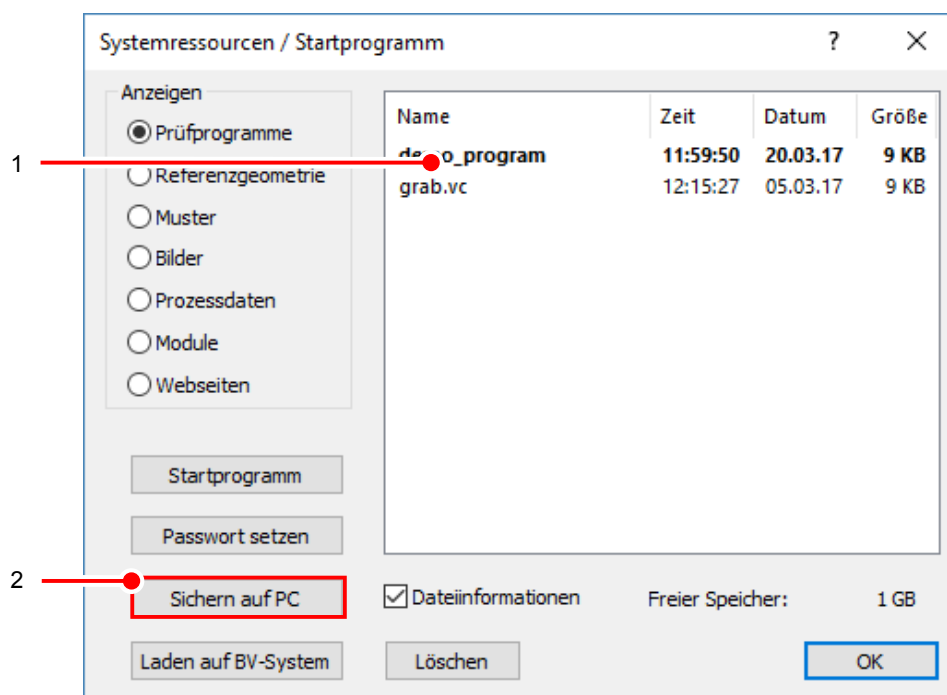 Systemressourcen / Startprogramm ? ×
Anzeigen
Prüfprogramme
Referenzgeometrie
Muster
Bilder
Prozessdaten
Module
Webseiten
Name Zeit Datum Größe
demo_program 11:59:50 20.03.17 9 KB
grab.vc 12:15:27 05.03.17 9 KB
1
Startprogramm
Passwort setzen
2
Sichern auf PC
Dateiinformationen Freier Speicher: 1 GB
Laden auf BV-System Löschen OK